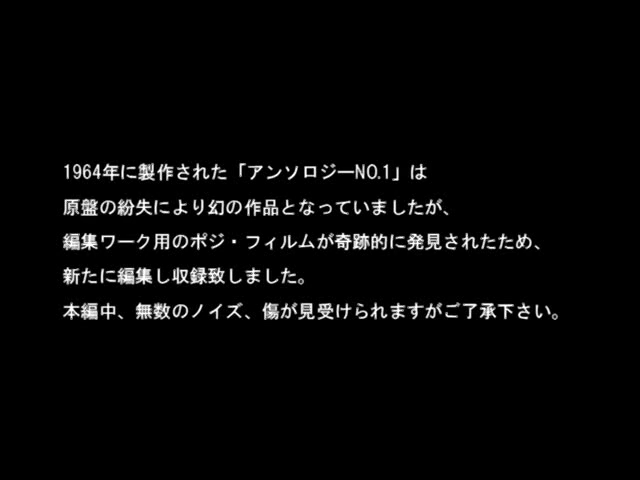 1964年に製作された「アンソロジーNO.1」は
原盤の紛失により幻の作品となっていましたが、
編集ワーク用のポジ・フィルムが奇跡的に発見されたため、
新たに編集し収録致しました。
本編中、無数のノイズ、傷が見受けられますがご了承下さい。